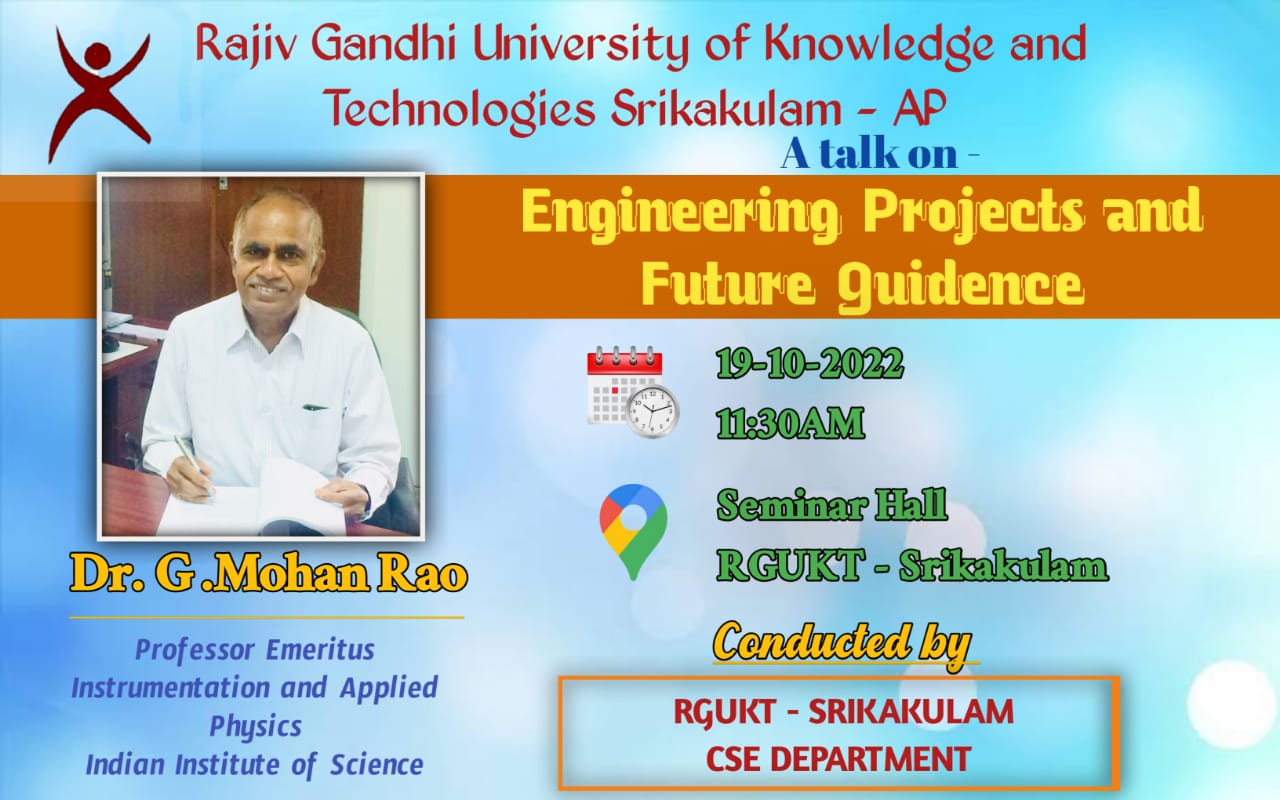 Rajiv Gandhi University of Knowledge and
Technologies Srikakulam - AP
A talk on -
Engineering Projects and
Future Guidence
19-10-2022
11:30AM
Seminar Hall
RGUKT - Srikakulam
Dr. G .Mohan Rao
Professor Emeritus
Instrumentation and Applied
Physics
Indian Institute of Science
Conducted by
RGUKT - SRIKAKULAM
CSE DEPARTMENT